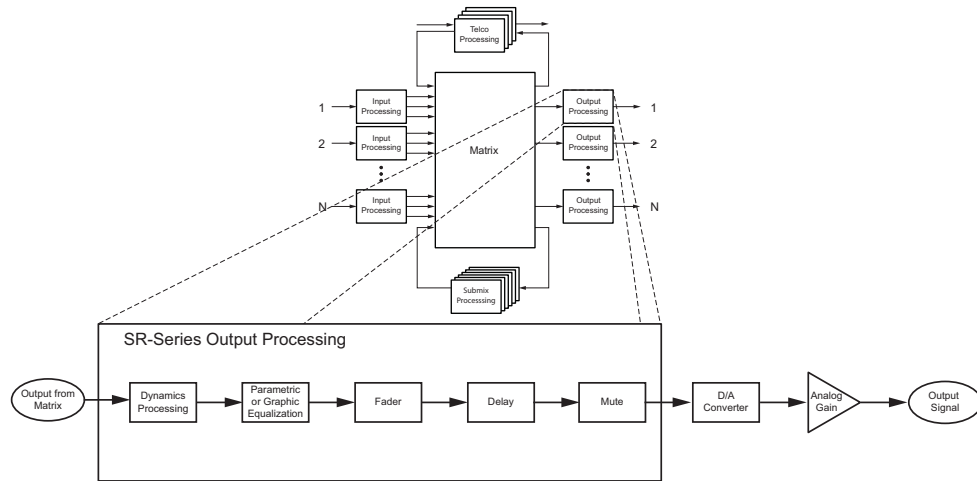 Telco
Processing
1
Input
Processing
Output
Processing
1
2
Input
Processing
Matrix
Output
Processing
2
N
Input
Processing
Output
Processing
N
Submix
Processsing
SR-Series Output Processing
Output from
Matrix
Dynamics
Processing
Parametric
or Graphic
Equalization
Fader
Delay
Mute
D/A
Converter
Analog
Gain
Output
Signal